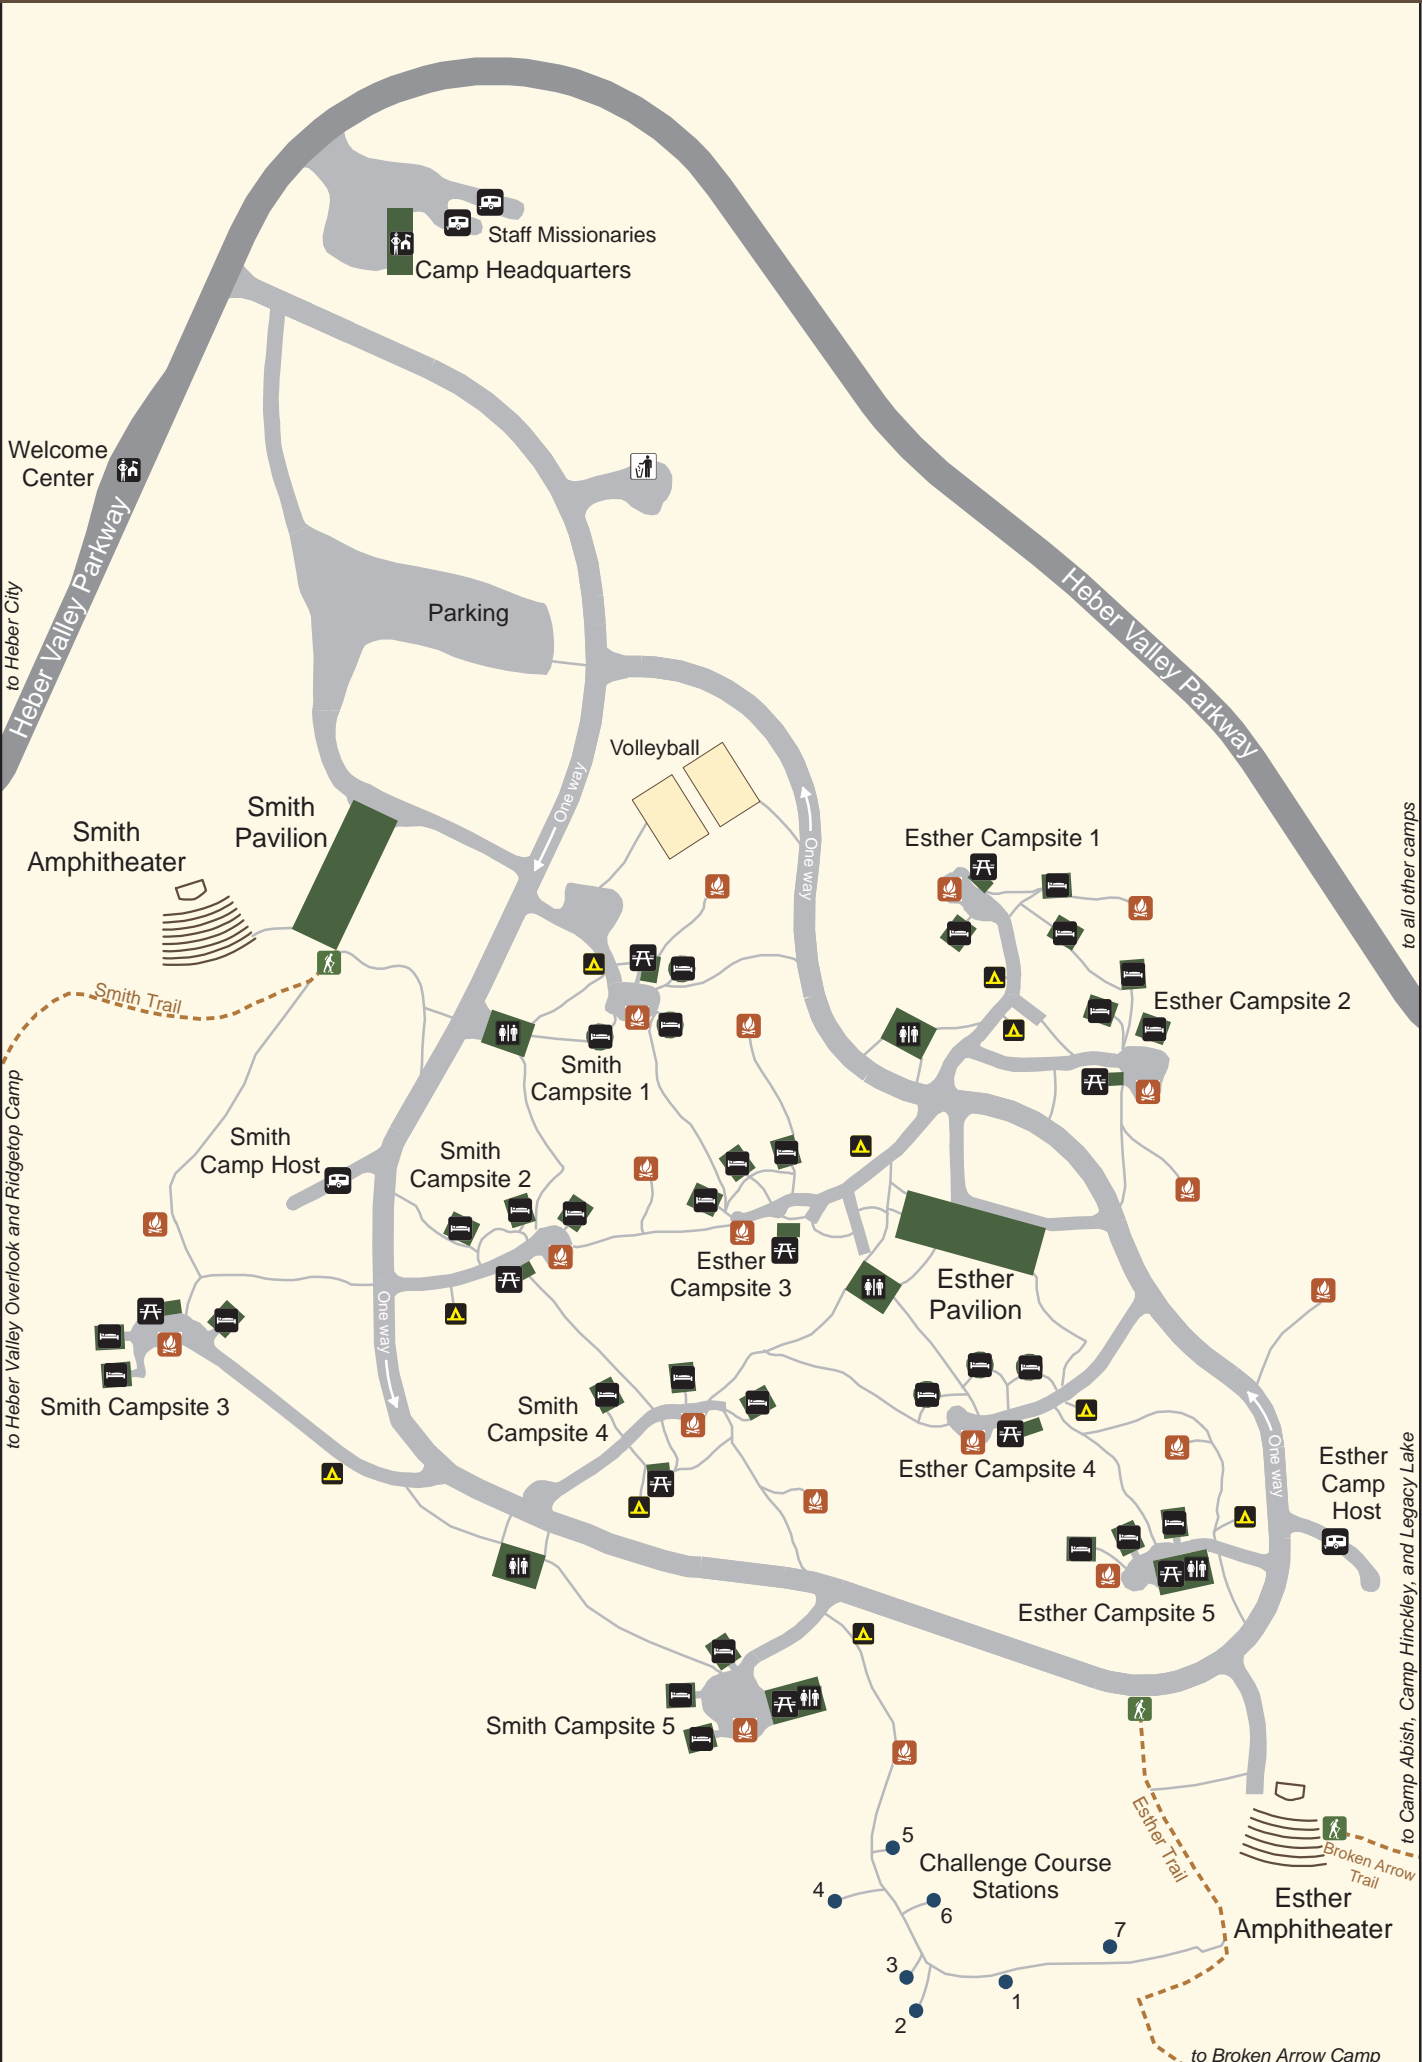 Staff Missionaries
Camp Headquarters
Welcome
Center
Heber Valley Parkway
to Heber City
Parking
Heber Valley Parkway
Volleyball
One way
One way
Smith
Pavilion
Smith
Amphitheater
Esther Campsite 1
to all other camps
Smith Trail
Esther Campsite 2
Smith
Campsite 1
to Heber Valley Overlook and Ridgetop Camp
Smith
Camp Host
Smith
Campsite 2
Esther
Campsite 3
Esther
Pavilion
One way
Smith Campsite 3
Smith
Campsite 4
Esther Campsite 4
One way
Esther
Camp
Host
to Camp Abish, Camp Hinckley, and Legacy Lake
Esther Campsite 5
Smith Campsite 5
Esther Trail
Broken Arrow
Trail
5
Challenge Course
Stations
4
6
Esther
Amphitheater
7
3
1
2
to Broken Arrow Camp